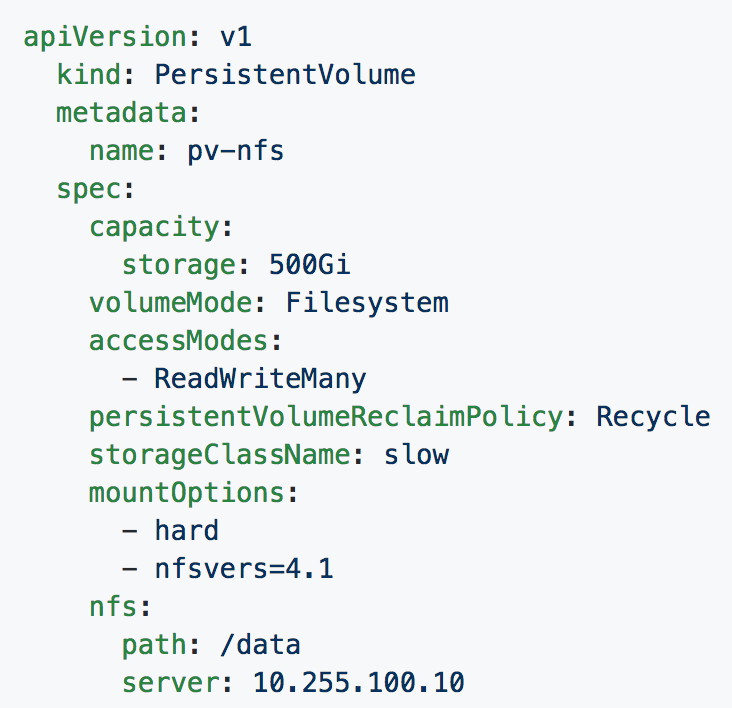 apiVersion: v1
  kind: PersistentVolume
  metadata:
    name: pv-nfs
  spec:
    capacity:
      storage: 500Gi
    volumeMode: Filesystem
    accessModes:
      - ReadWriteMany
    persistentVolumeReclaimPolicy: Recycle
    storageClassName: slow
    mountOptions:
      - hard
      - nfsvers=4.1
    nfs:
      path: /data
      server: 10.255.100.10